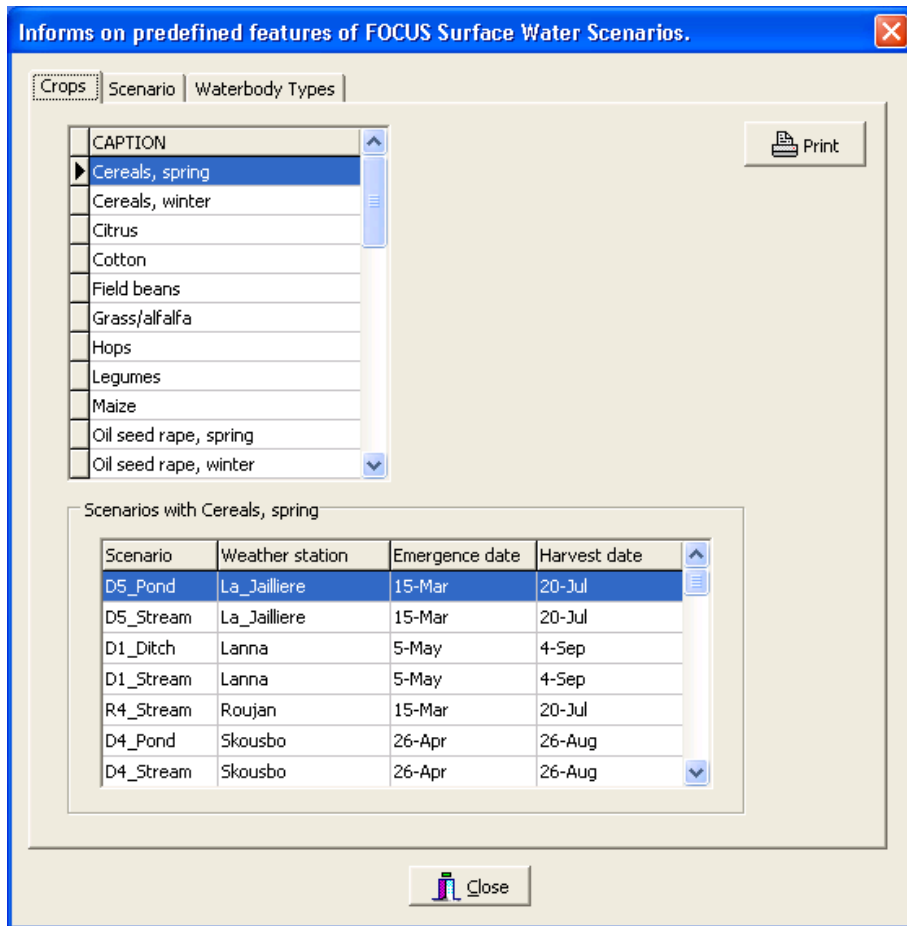 Informs on predefined features of FOCUS Surface Water Scenarios.
Crops Scenario Waterbody Types
CAPTION
Print
Cereals, spring
Cereals, winter
Citrus
Cotton
Field beans
Grass/alfalfa
Hops
Legumes
Maize
Oil seed rape, spring
Oil seed rape, winter
Scenarios with Cereals, spring
Scenario Weather station Emergence date Harvest date
D5_Pond La_Jailliere 15-Mar 20-Jul
D5_Stream La_Jailliere 15-Mar 20-Jul
D1_Ditch Lanna 5-May 4-Sep
D1_Stream Lanna 5-May 4-Sep
R4_Stream Roujan 15-Mar 20-Jul
D4_Pond Skousbo 26-Apr 26-Aug
D4_Stream Skousbo 26-Apr 26-Aug
Close